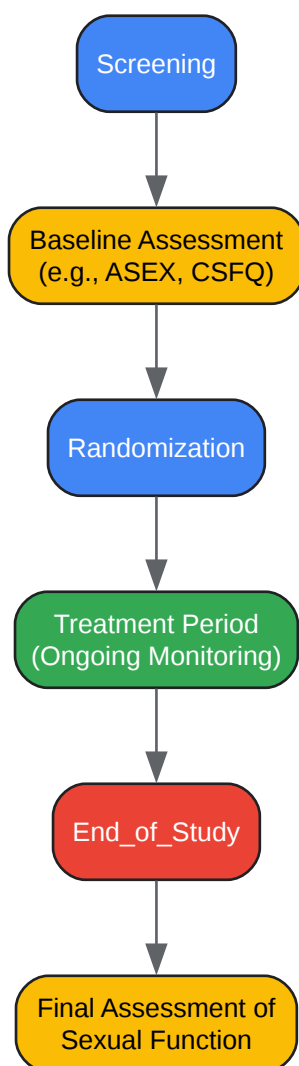 Screening
Baseline Assessment
(e.g., ASEX, CSFQ)
Randomization
Treatment Period
(Ongoing Monitoring)
End_of_Study
Final Assessment of
Sexual Function